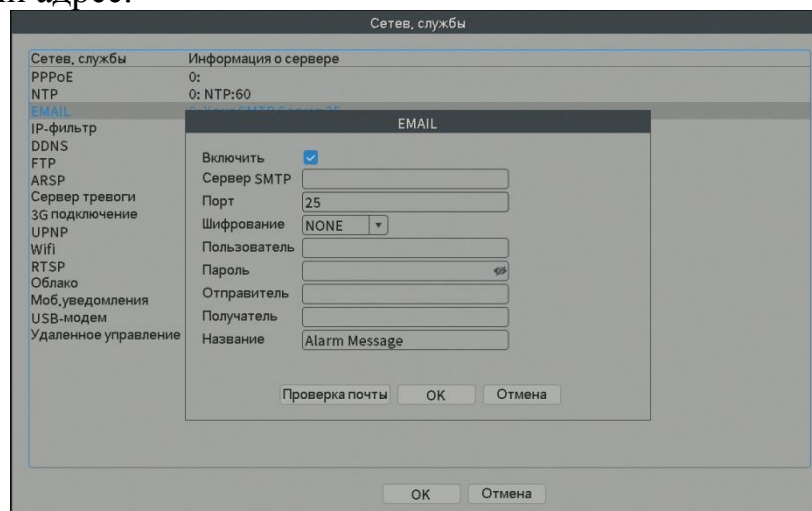 адрес.
Сетев, службы
Сетев, службы Информация о сервере
PPPoE 0:
NTP 0: NTP:60
EMAIL
IP-фильтр
DDNS
FTP
ARSP
Сервер тревоги
3G подключение
UPNP
Wifi
RTSP
Облако
Моб,уведомления
USB-модем
Удаленное управление
EMAIL
Включить
Сервер SMTP
Порт 25
Шифрование NONE
Пользователь
Пароль
Отправитель
Получатель
Название Alarm Message
Проверка почты OK Отмена
OK Отмена